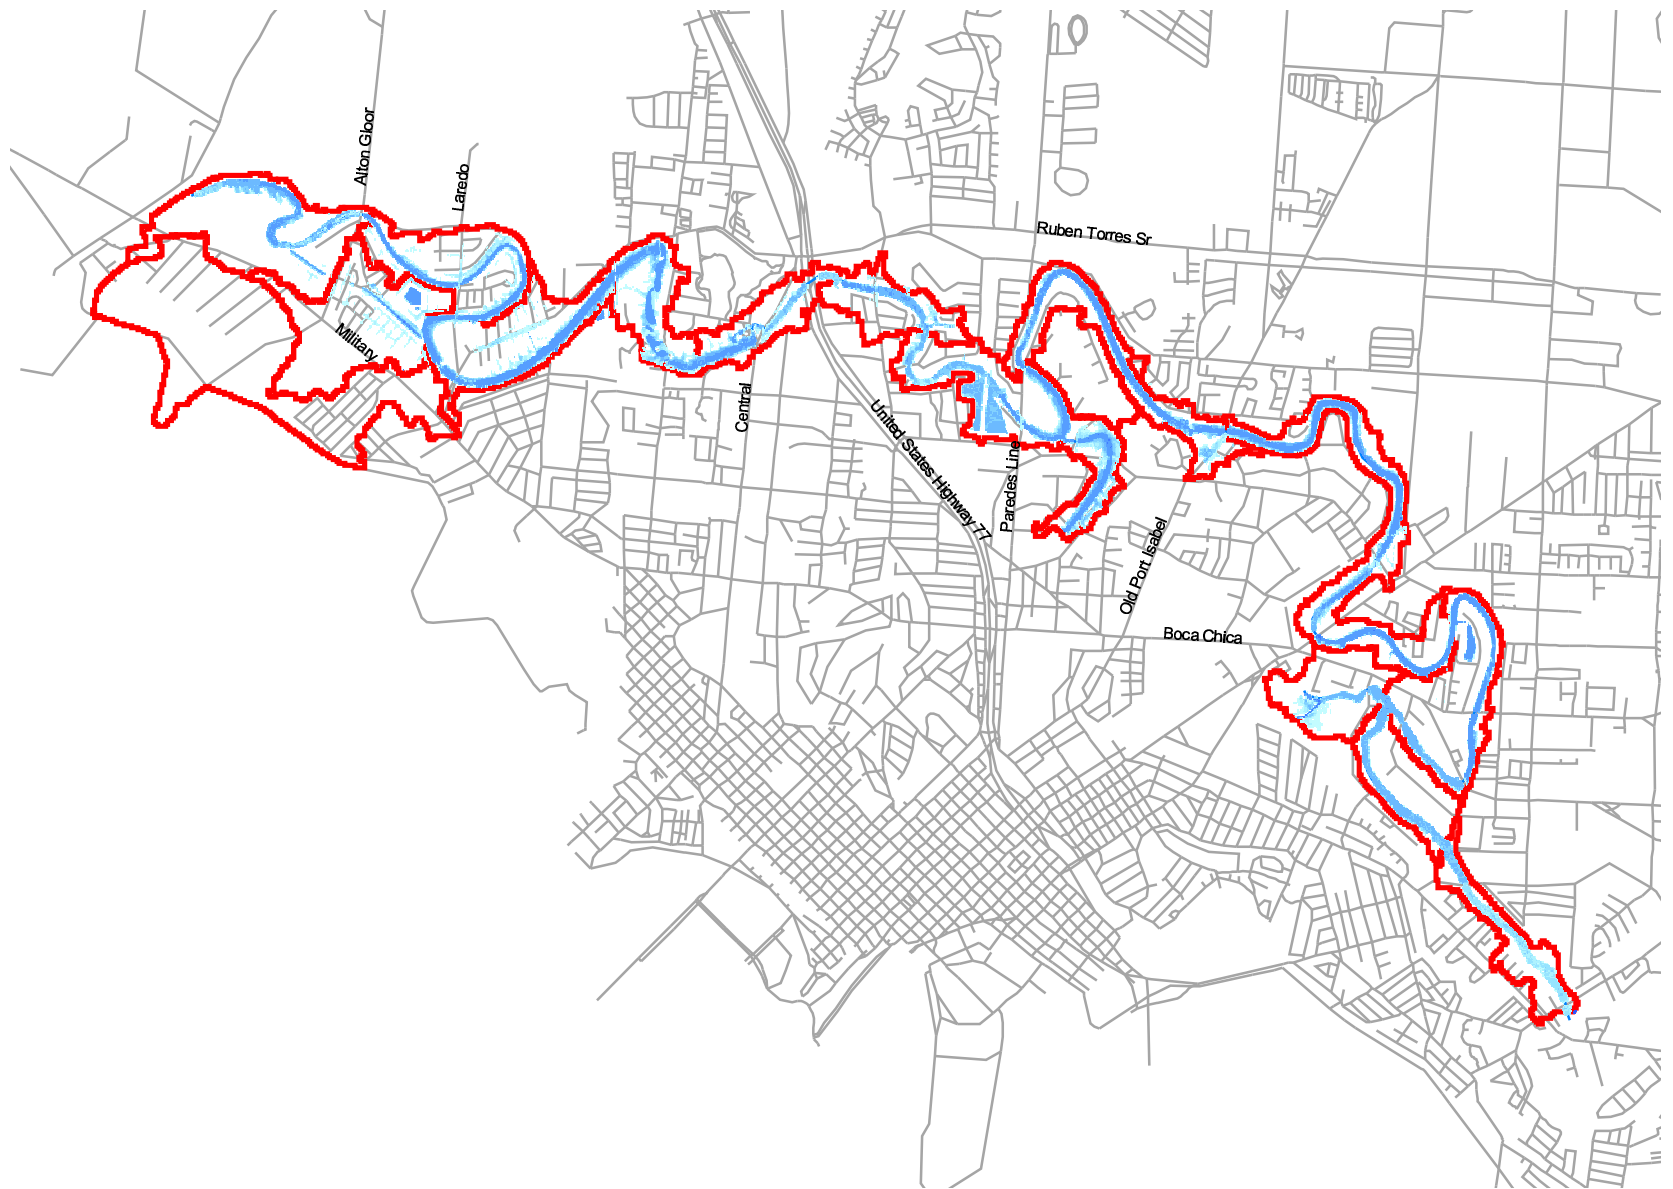 Alton Gloor
Laredo
Ruben Torres Sr
Military
Central
United States Highway 77
Paredes Line
Old Port Isabel
Boca Chica